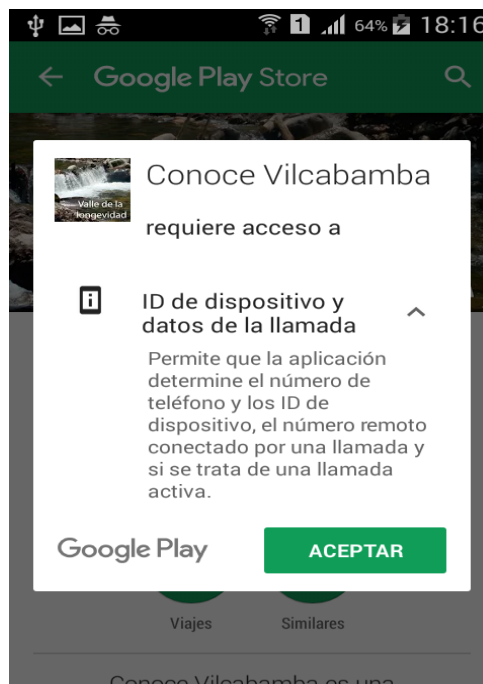 1 64% 18:16
Google Play Store
Valle de la
longevidad
Conoce Vilcabamba
requiere acceso a
ID de dispositivo y
datos de la llamada
Permite que la aplicación
determine el número de
teléfono y los ID de
dispositivo, el número remoto
conectado por una llamada y
si se trata de una llamada
activa.
Google Play
ACEPTAR
Viajes Similares
Conoce Vilcabamba es una